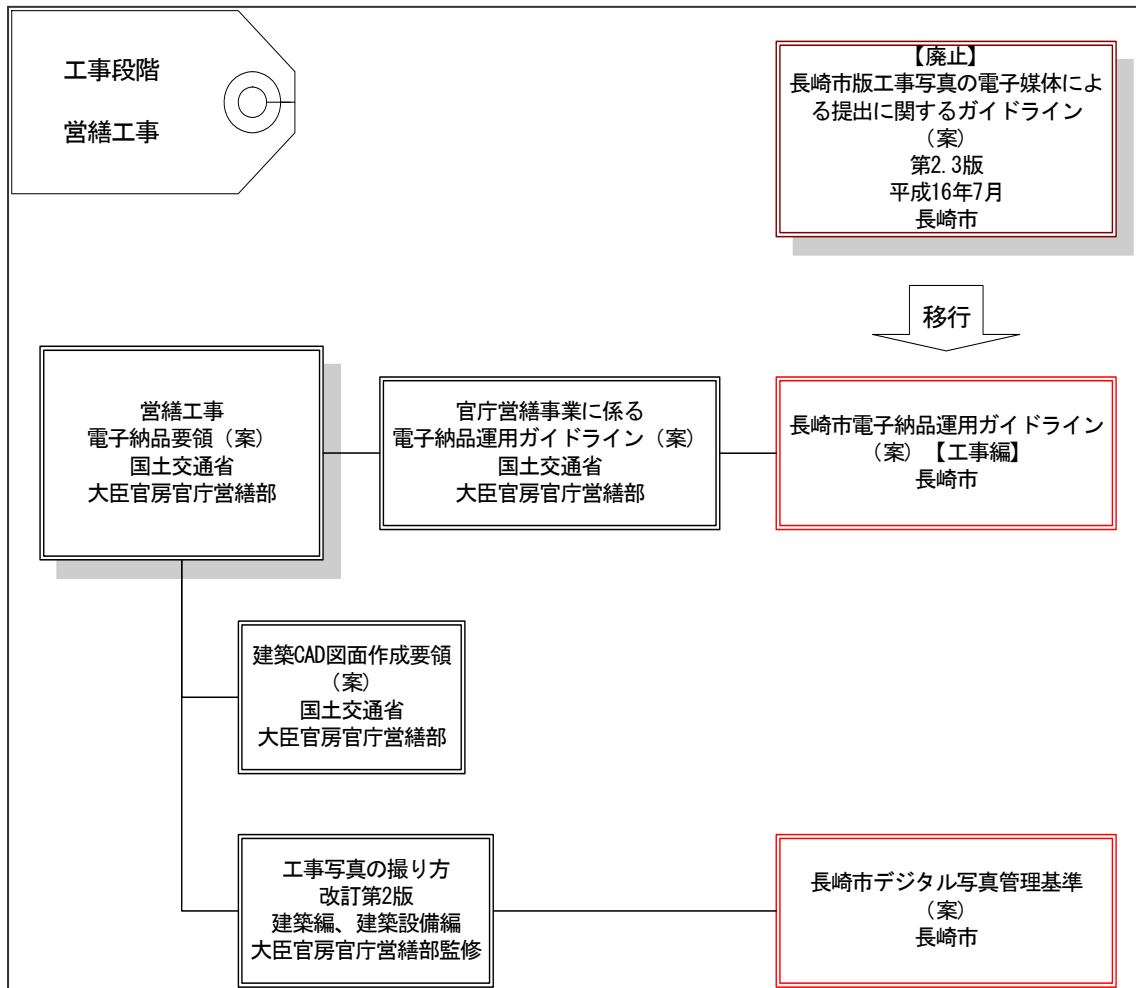 工事段階
営繕工事
【廃止】
長崎市版工事写真の電子媒体によ
る提出に関するガイドライン
（案）
第2.3版
平成16年7月
長崎市
移行
営繕工事
電子納品要領（案）
国土交通省
大臣官房官庁営繕部
官庁営繕事業に係る
電子納品運用ガイドライン（案）
国土交通省
大臣官房官庁営繕部
長崎市電子納品運用ガイドライン
（案）【工事編】
長崎市
建築CAD図面作成要領
（案）
国土交通省
大臣官房官庁営繕部
工事写真の撮り方
改訂第2版
建築編、建築設備編
大臣官房官庁営繕部監修
長崎市デジタル写真管理基準
（案）
長崎市